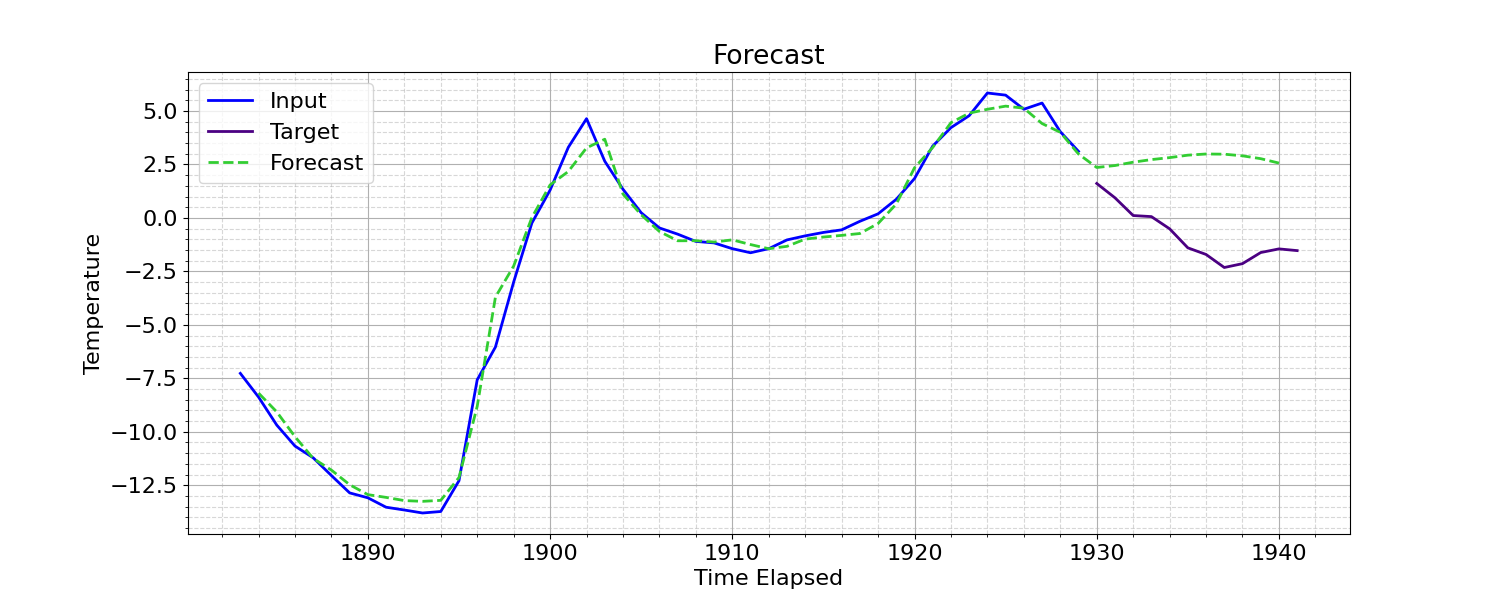 Forecast
Input
Target
Forecast
Temperature
5.0
2.5
0.0
−2.5
−5.0
−7.5
−10.0
−12.5
1890 1900 1910 1920 1930 1940
Time Elapsed